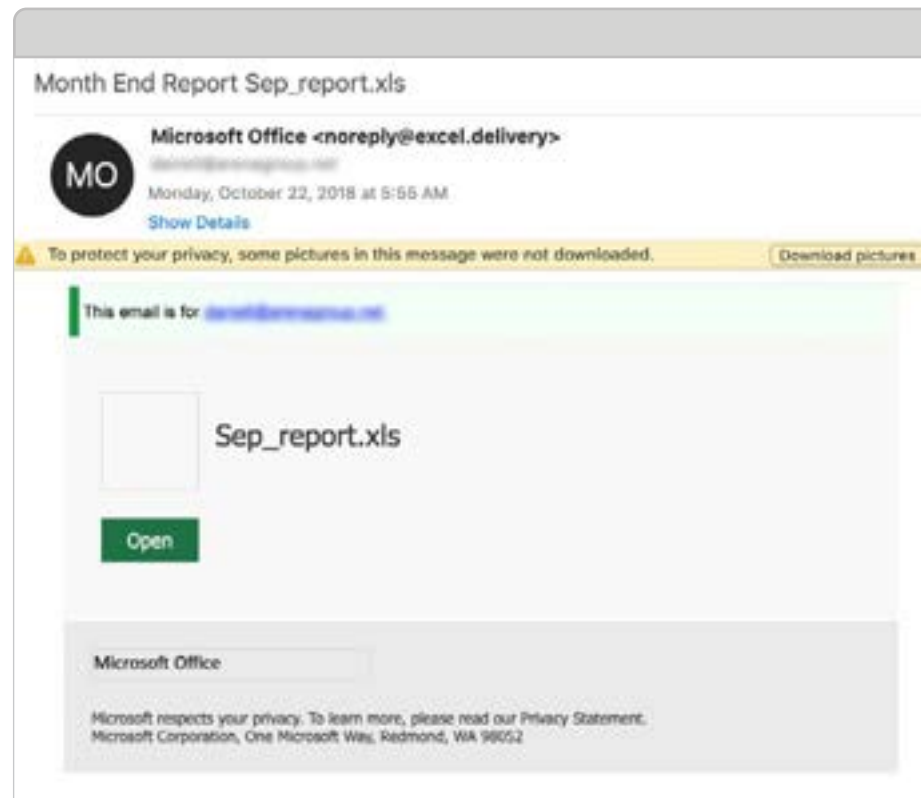 Month End Report Sep_report.xls
Microsoft Office <noreply@excel.delivery>
MO
Monday, October 22, 2018 at 5:55 AM
Show Details
To protect your privacy, some pictures in this message were not downloaded. Download pictures
This email is for
Sep_report.xls
Open
Microsoft Office
Microsoft respects your privacy. To learn more, please read our Privacy Statement.
Microsoft Corporation, One Microsoft Way, Redmond, WA 98052